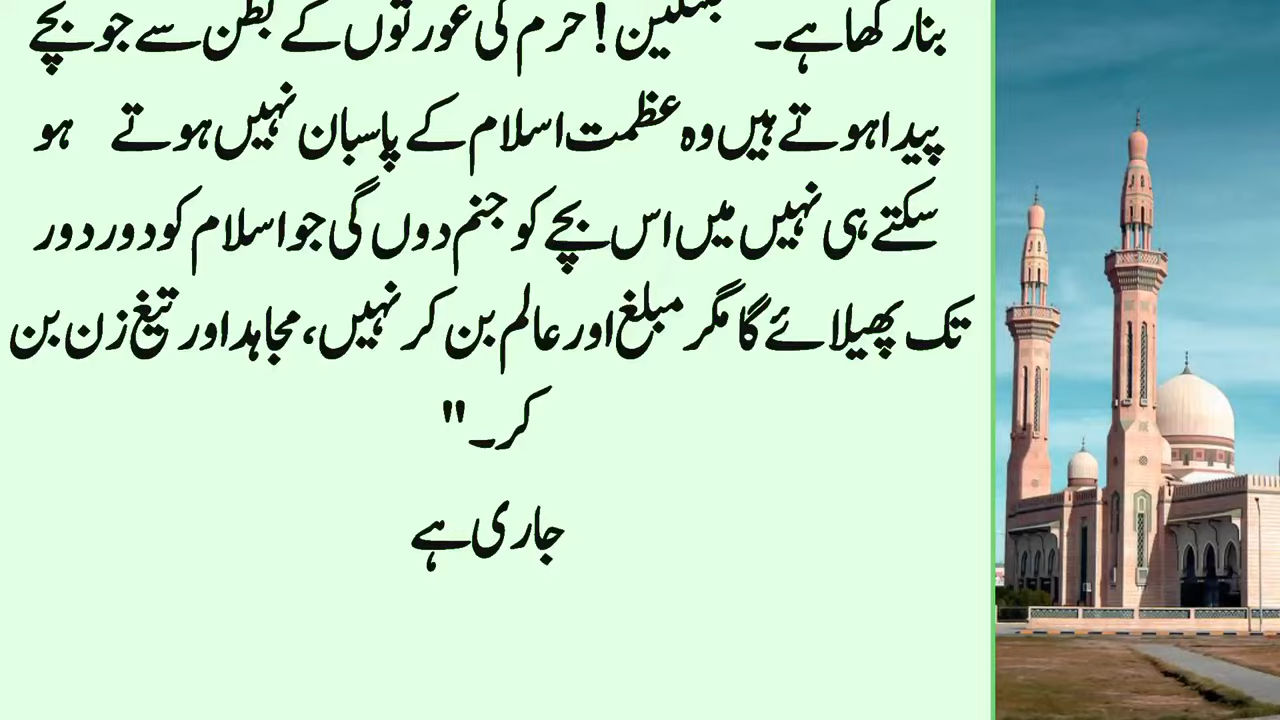 بنا رکھا ہے۔ سبکتگین! حرم کی عورتوں کے بطن سے جو بچے
پیدا ہوتے ہیں وہ عظمت اسلام کے پاسبان نہیں ہوتے ہو
سکتے ہی نہیں میں اس بچے کو جنم دوں گی جو اسلام کو دور دور
تک پھیلائے گا مگر مبلغ اور عالم بن کر نہیں، مجاہد اور تیغ زن بن
کر۔"
جاری ہے